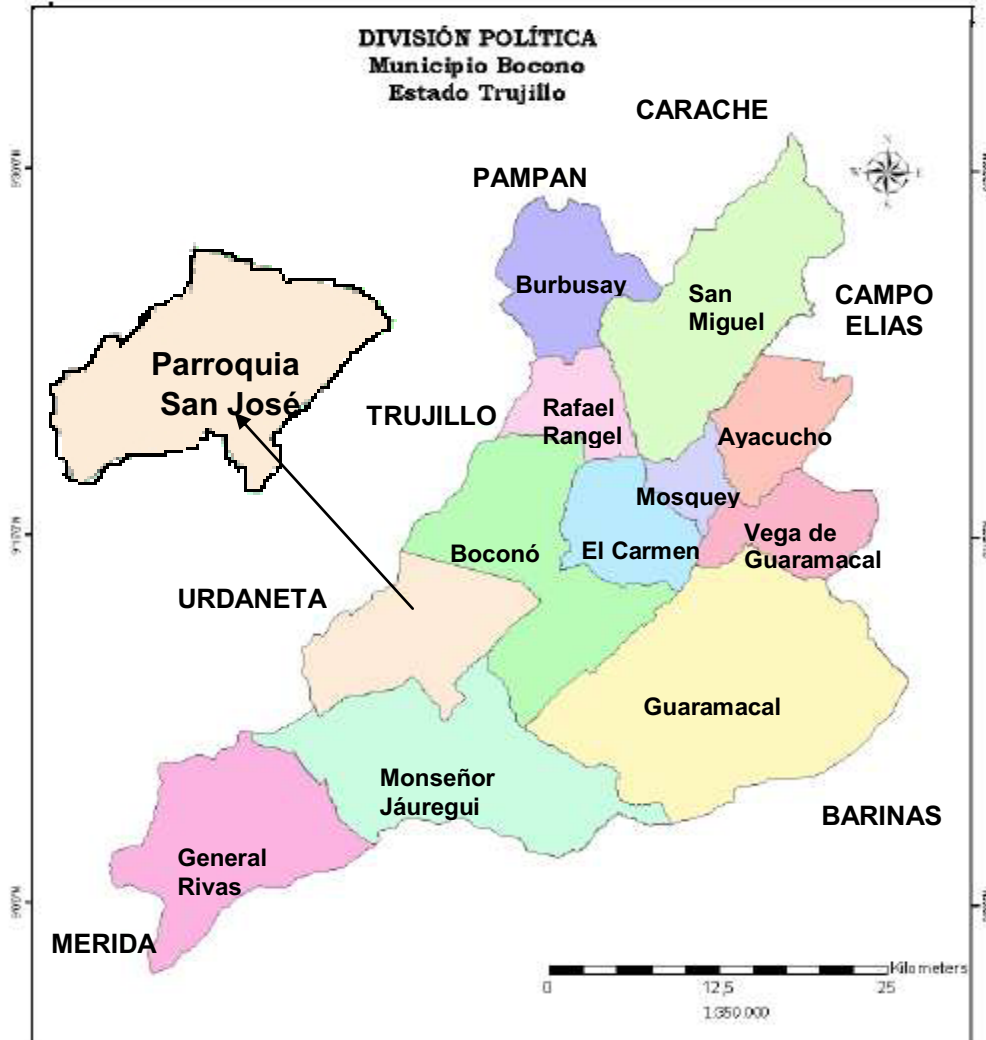 DIVISIÓN POLÍTICA
Municipio Bocono
Estado Trujillo
CARACHE
PAMPAN
N
W
E
S
Burbusay
San
Miguel
CAMPO
ELIAS
Parroquia
San José
TRUJILLO
Rafael
Rangel
Ayacucho
Mosquey
Boconó
El Carmen
Vega de
Guaramacal
URDANETA
Guaramacal
Monseñor
Jáuregui
BARINAS
General
Rivas
MERIDA
Kilometers
0
12,5
25
1:350.000